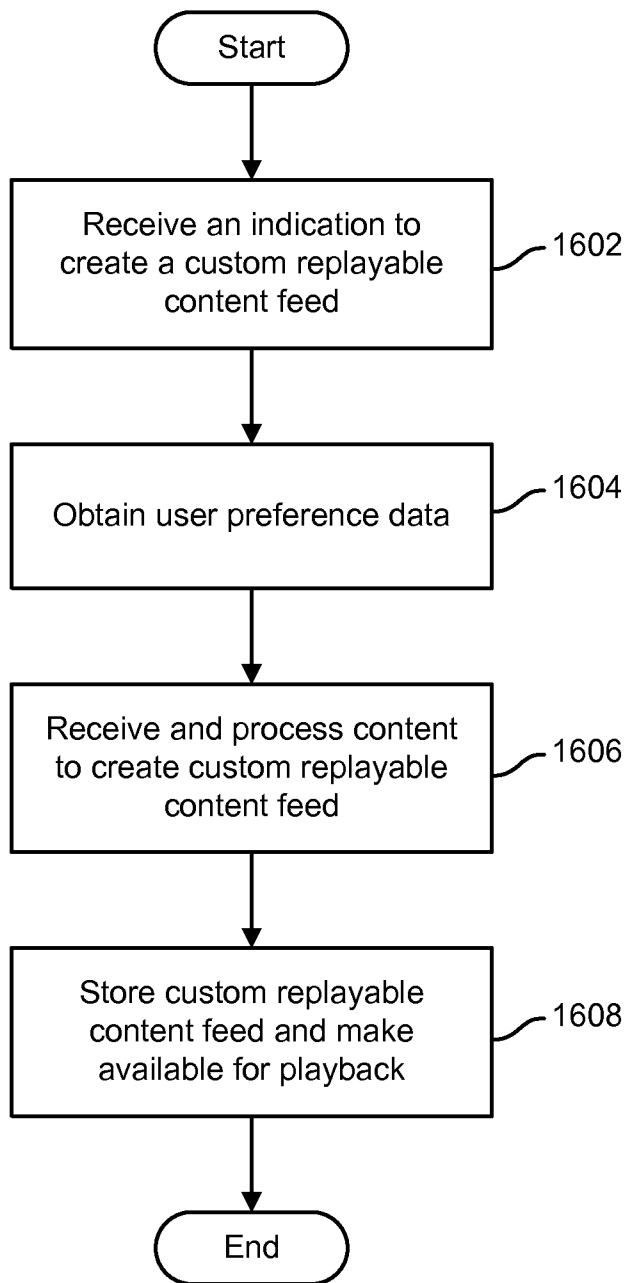 Start
Receive an indication to
create a custom replayable
content feed
1602
Obtain user preference data
1604
Receive and process content
to create custom replayable
content feed
1606
Store custom replayable
content feed and make
available for playback
1608
End